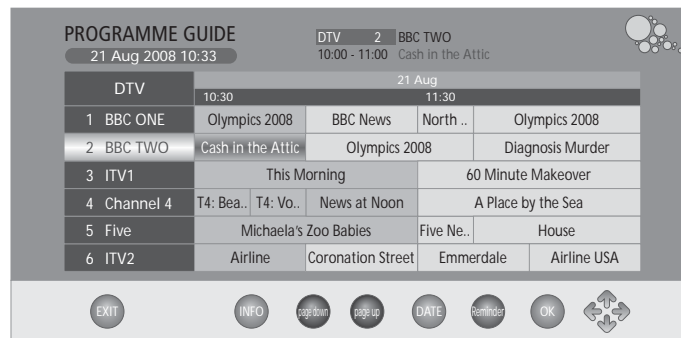 PROGRAMME GUIDE
21 Aug 2008 10:33
DTV 2 BBC TWO
10:00 - 11:00 Cash in the Attic
DTV
21 Aug
10:30 11:30
1 BBC ONE Olympics 2008 BBC News North .. Olympics 2008
2 BBC TWO Cash in the Attic Olympics 2008 Diagnosis Murder
3 ITV1 This Morning 60 Minute Makeover
4 Channel 4 T4: Bea.. T4: Vo.. News at Noon A Place by the Sea
5 Five Michaela's Zoo Babies Five Ne.. House
6 ITV2 Airline Coronation Street Emmerdale Airline USA
EXIT INFO page down page up DATE Reminder OK